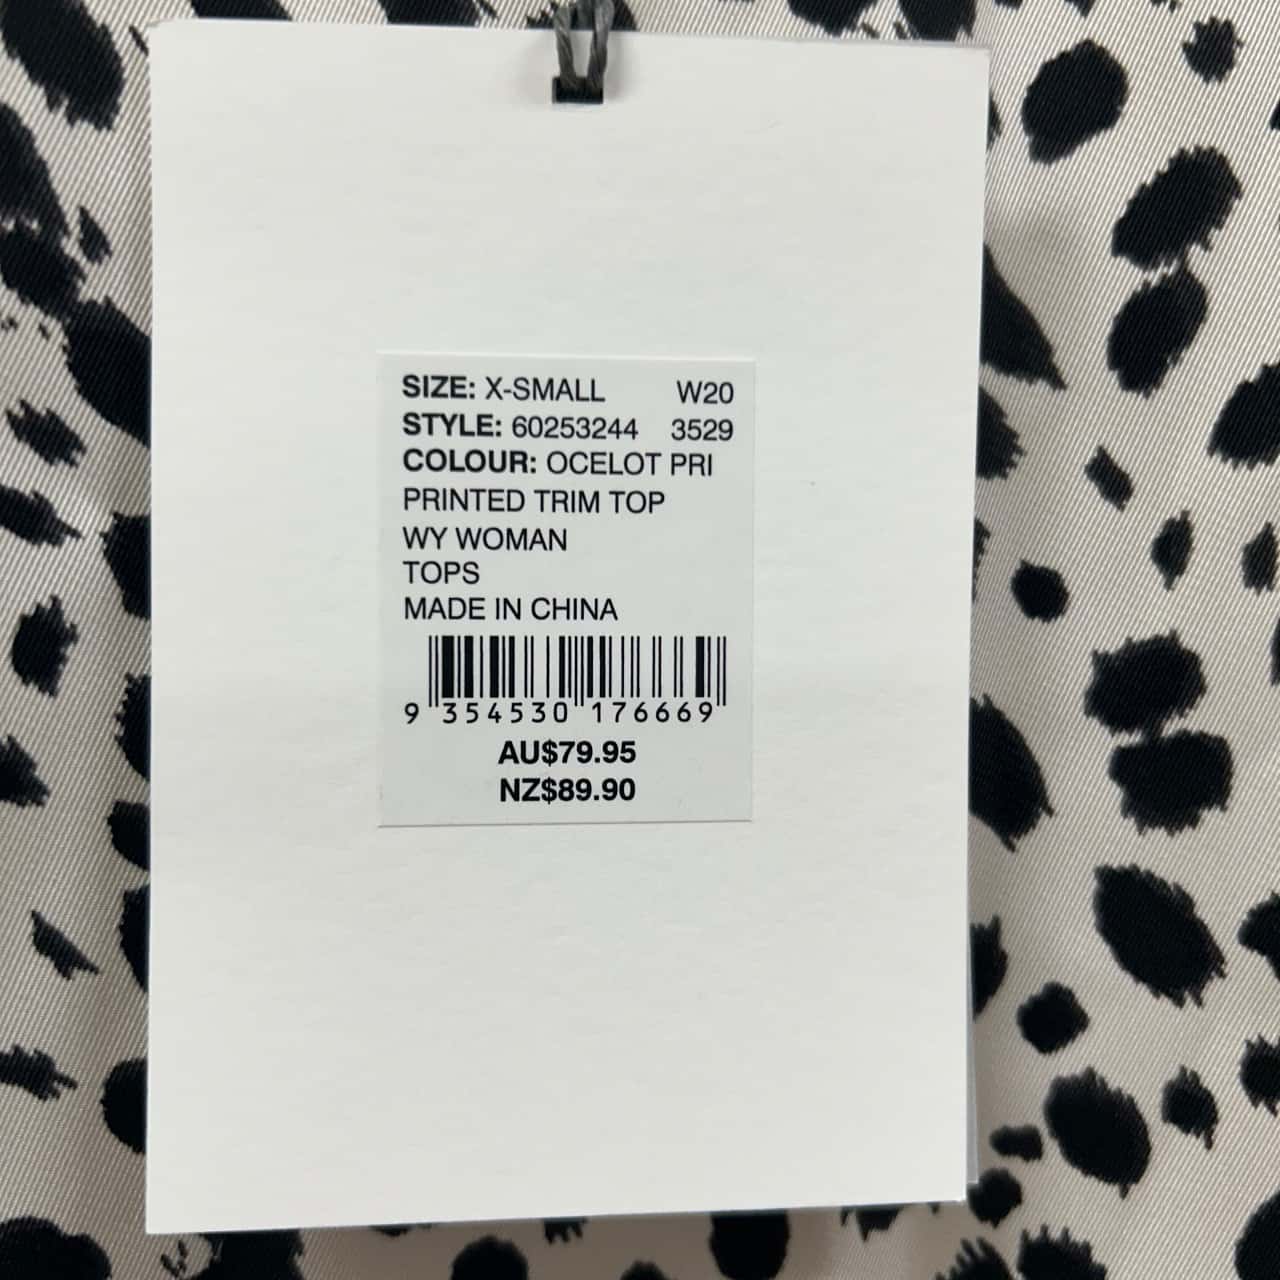 SIZE: X-SMALL W20
STYLE: 60253244 3529
COLOUR: OCELOT PRI
PRINTED TRIM TOP
WY WOMAN
TOPS
MADE IN CHINA
9 354530 176669
AU$79.95
NZ$89.90